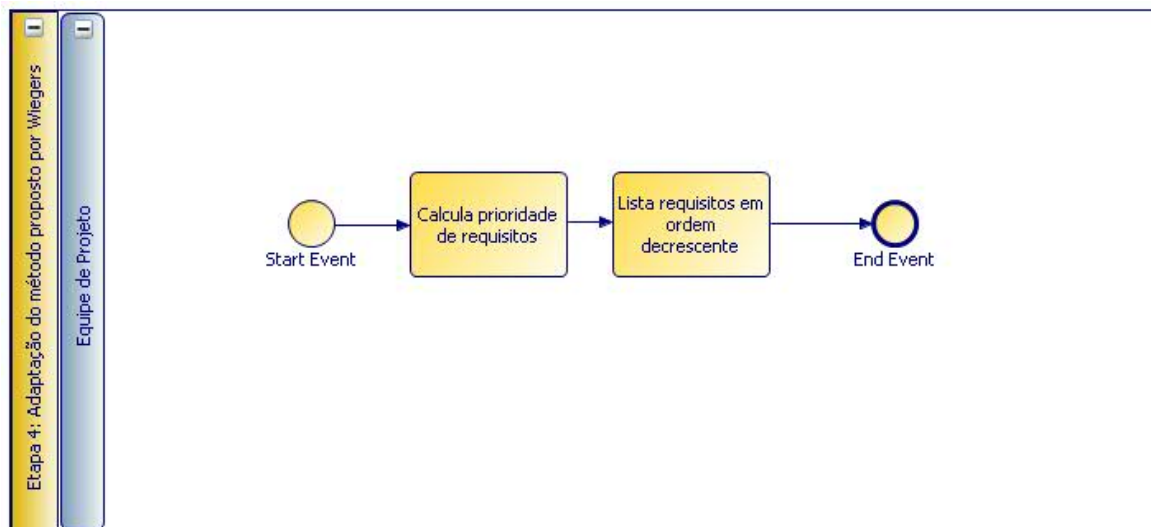 Etapa 4: Adaptação do método proposto por Wiegers
Equipe de Projeto
Start Event
Calcula prioridade
de requisitos
Lista requisitos em
ordem
decrescente
End Event